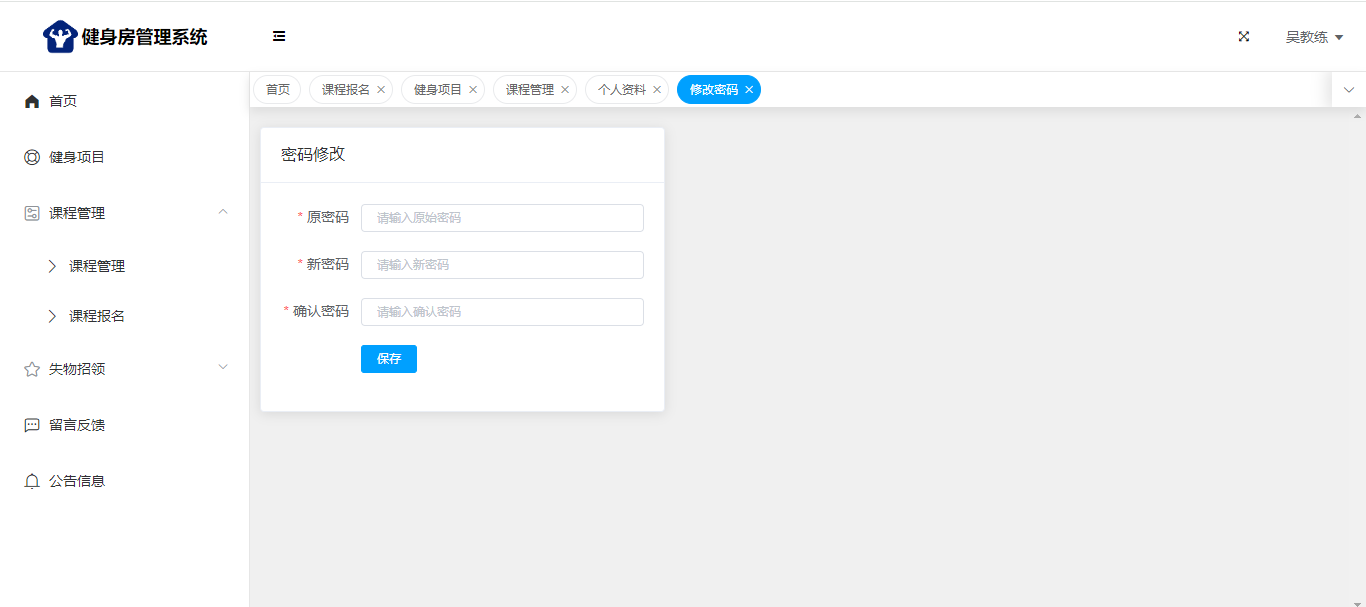 健身房管理系统
吴教练
首页
健身项目
课程管理
课程管理
课程报名
失物招领
留言反馈
公告信息
首页 课程报名 健身项目 课程管理 个人资料 修改密码
密码修改
* 原密码 请输入原始密码
* 新密码 请输入新密码
* 确认密码 请输入确认密码
保存